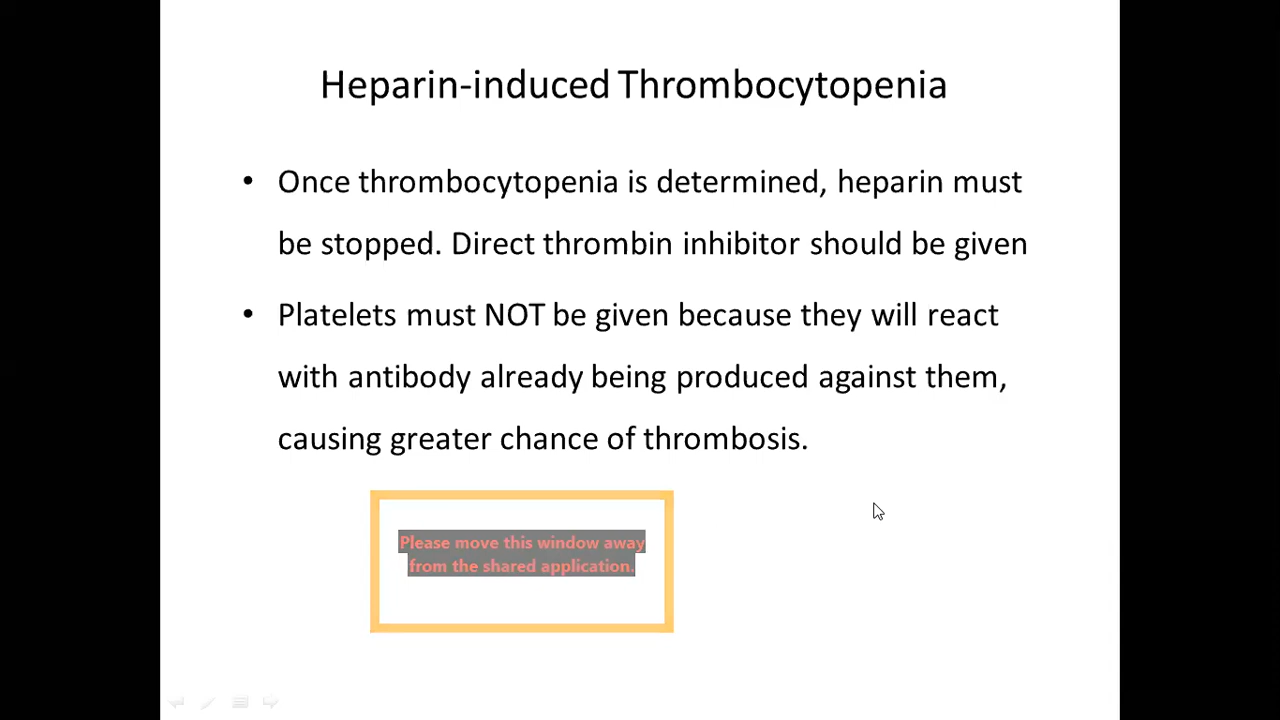 Heparin-induced Thrombocytopenia
• Once thrombocytopenia is determined, heparin must
be stopped. Direct thrombin inhibitor should be given
• Platelets must NOT be given because they will react
with antibody already being produced against them,
causing greater chance of thrombosis.
Please move this window away
from the shared application.